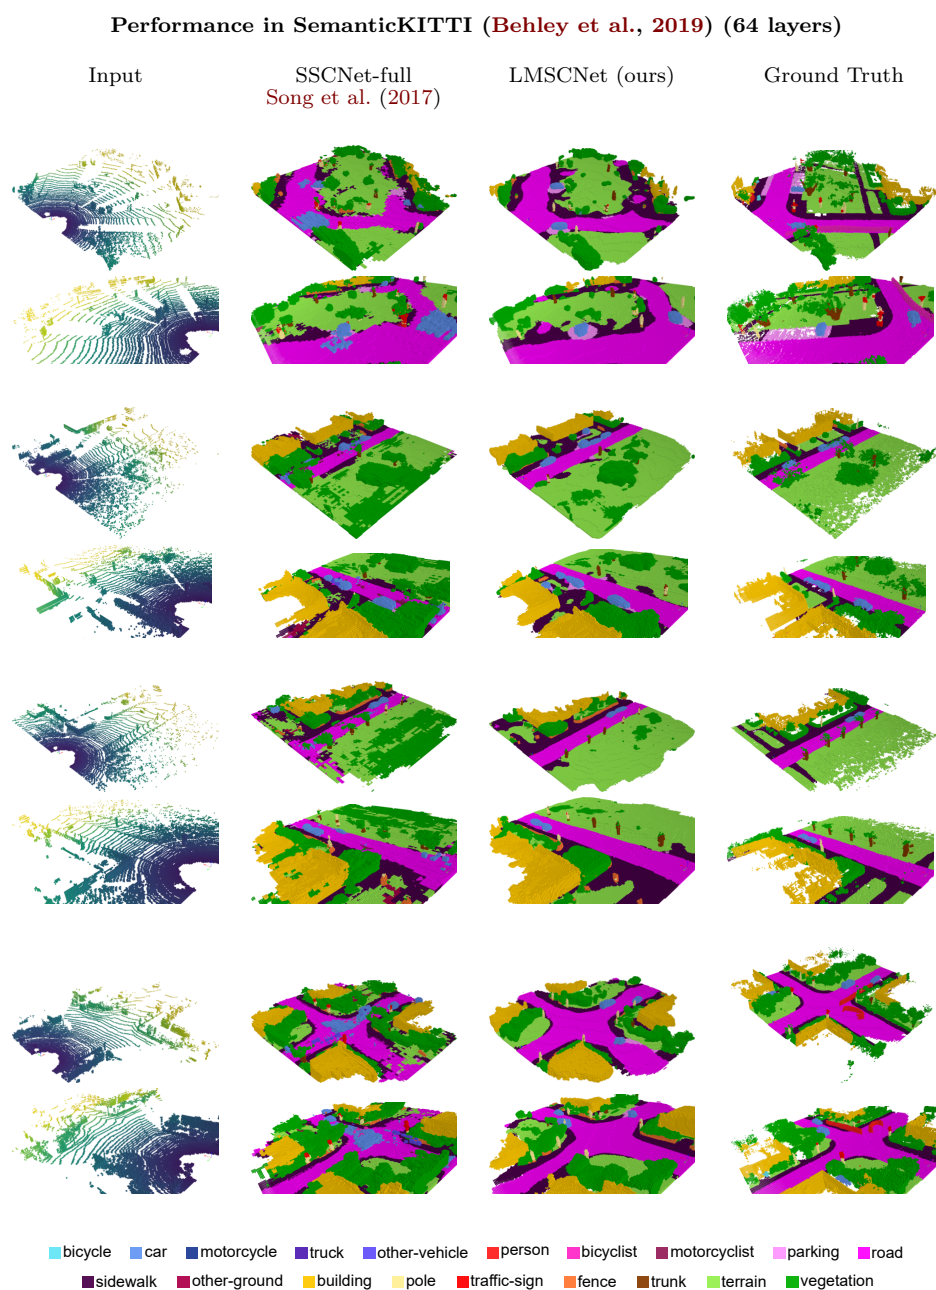 Performance in SemanticKITTI (Behley et al., 2019) (64 layers)
Input SSCNet-full LMSCNet (ours) Ground Truth
Song et al. (2017)
bicycle car motorcycle truck other-vehicle person bicyclist motorcyclist parking road
sidewalk other-ground building pole traffic-sign fence trunk terrain vegetation